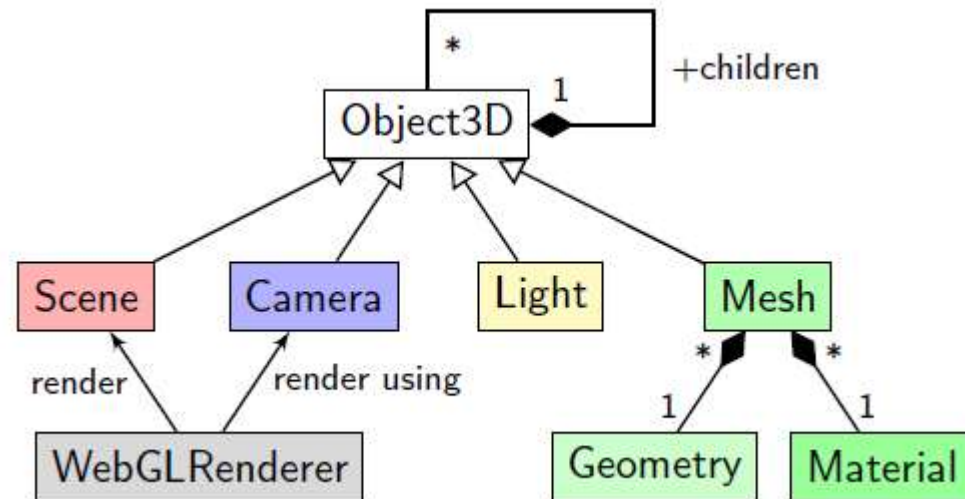 *
+children
1
Object3D
Scene
Camera
Light
Mesh
* *
render
render using
1 1
WebGLRenderer
Geometry
Material